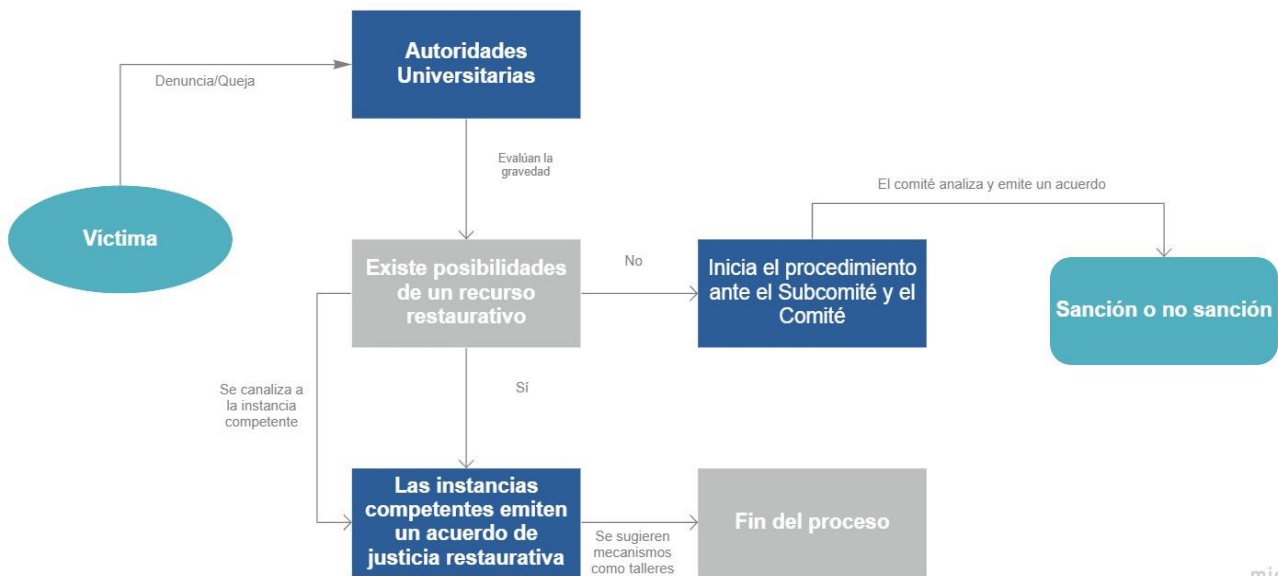 Autoridades
Universitarias
Denuncia/Queja
Evalúan la
gravedad
El comité analiza y emite un acuerdo
Víctima
Existe posibilidades
de un recurso
restaurativo
No
Inicia el procedimiento
ante el Subcomité y el
Comité
Sanción o no sanción
Se canaliza a
la instancia
competente
Sí
Las instancias
competentes emiten
un acuerdo de
justicia restaurativa
Se sugieren
mecanismos
como talleres
Fin del proceso